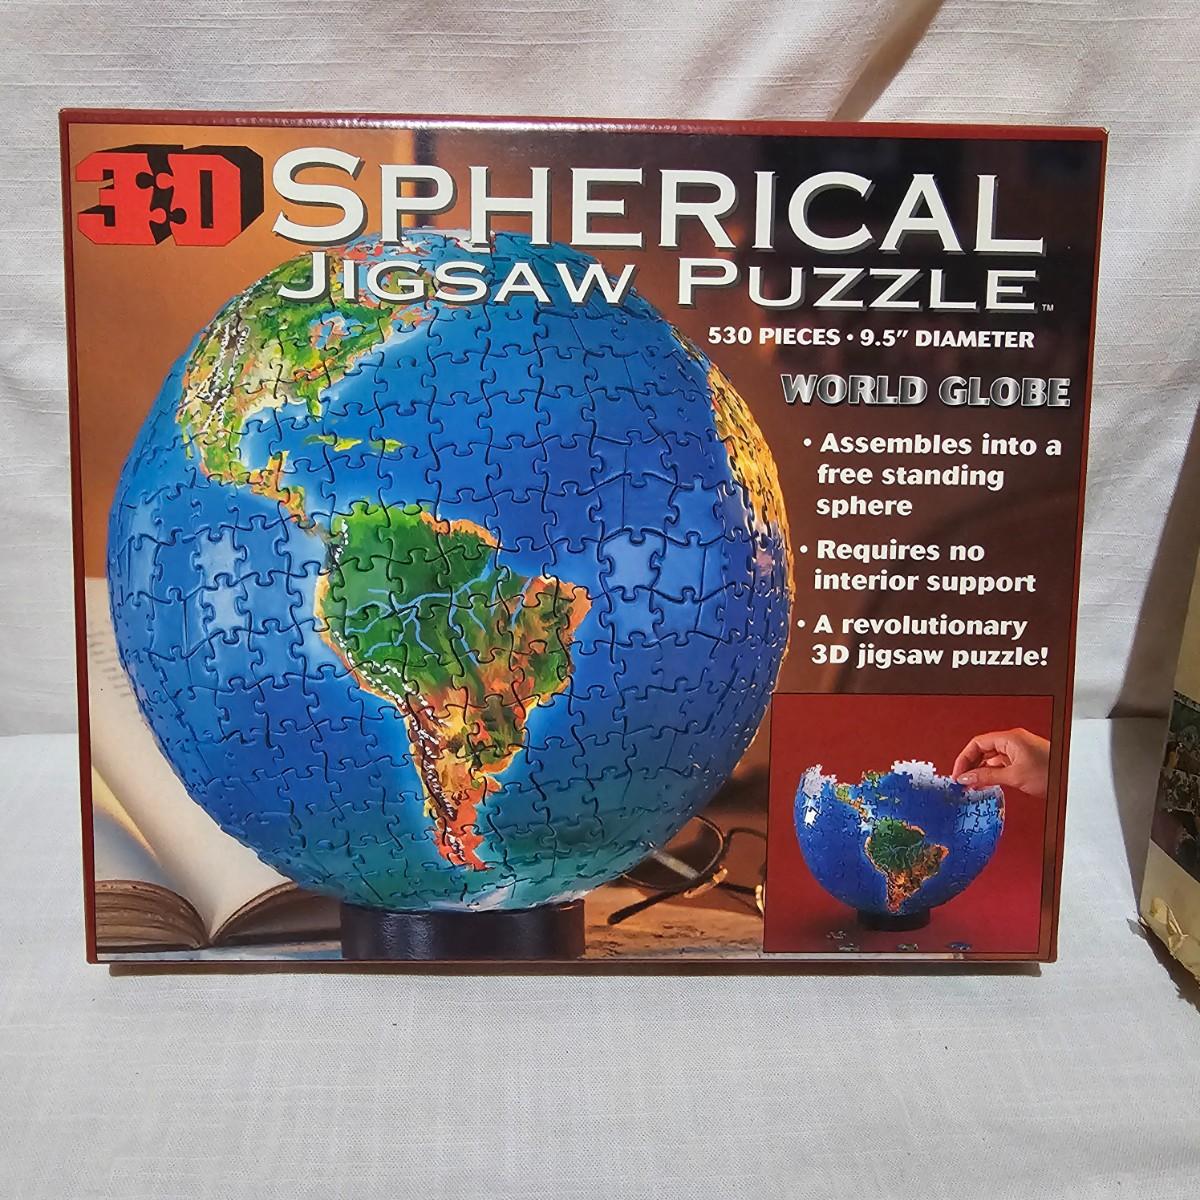 3-D SPHERICAL
JIGSAW PUZZLE™
530 PIECES • 9.5" DIAMETER
WORLD GLOBE
• Assembles into a
free standing
sphere
• Requires no
interior support
• A revolutionary
3D jigsaw puzzle!